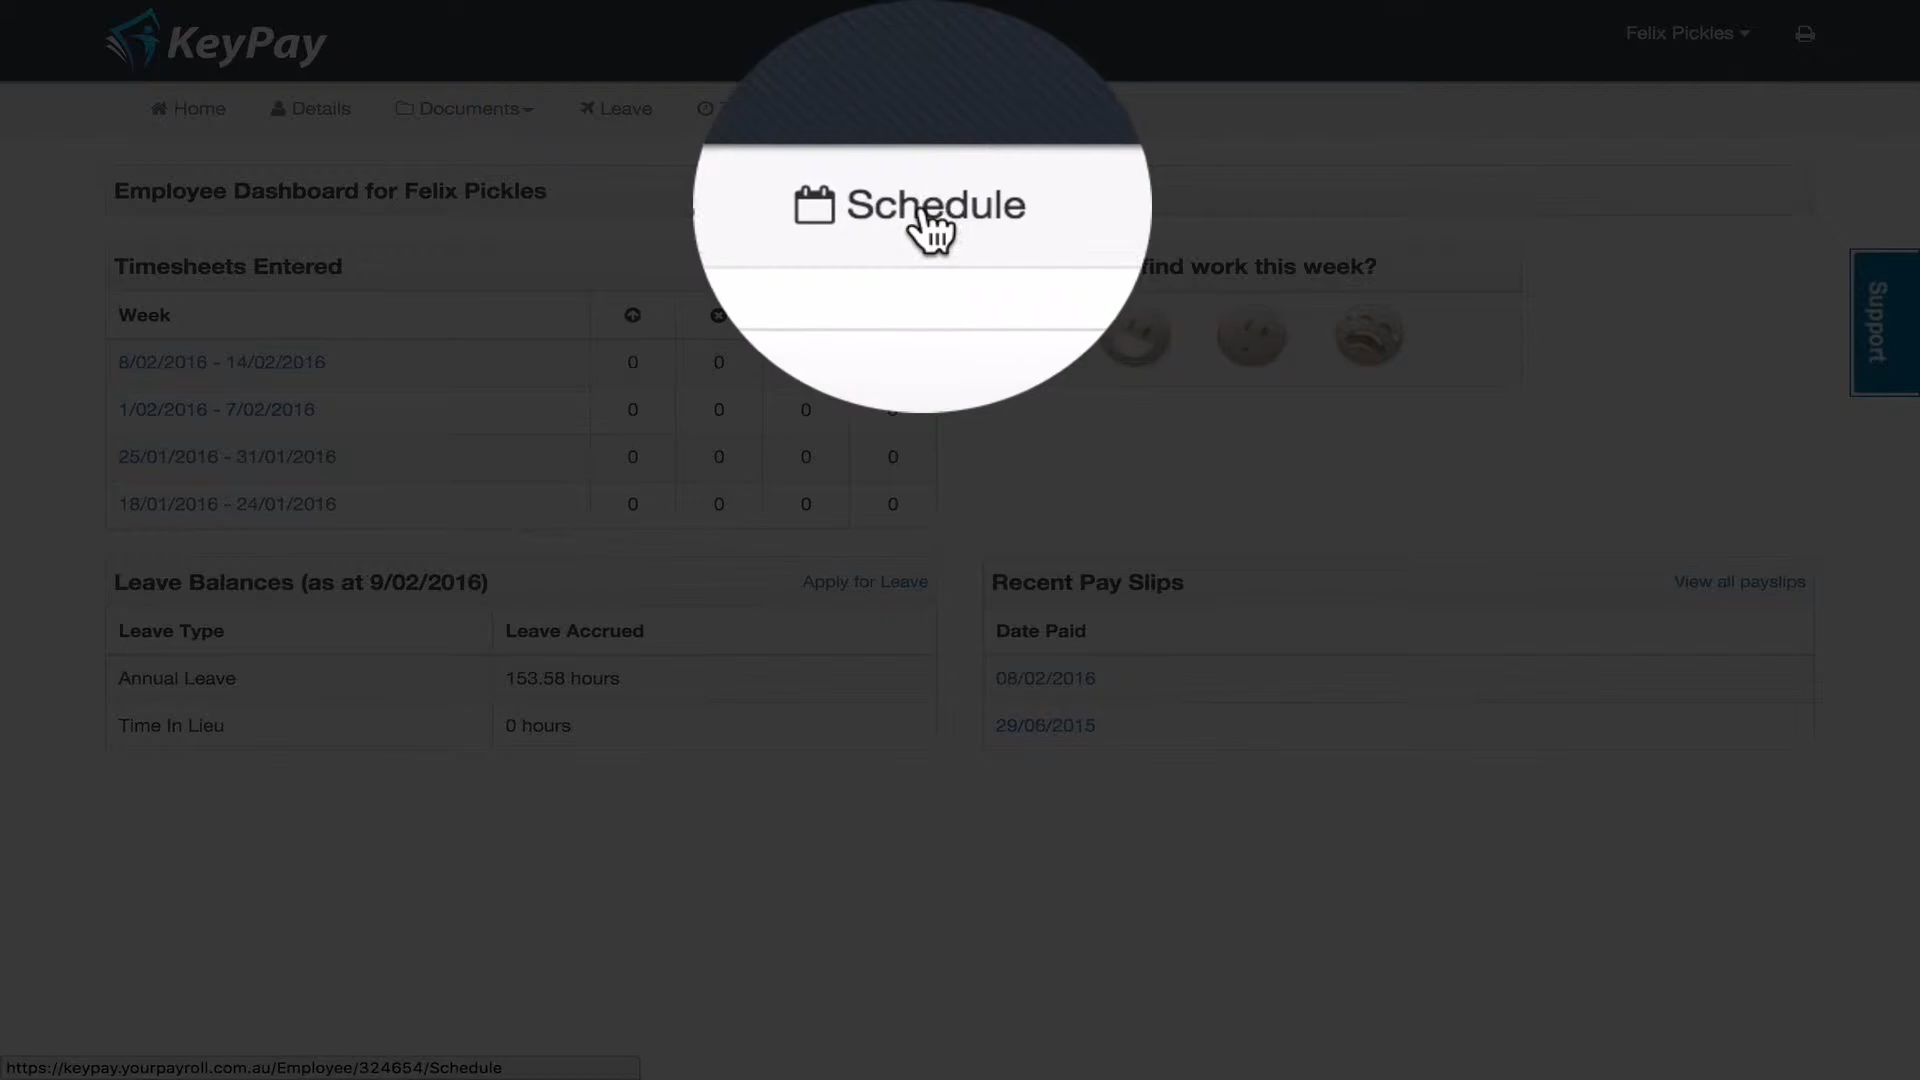 KeyPay
Felix Pickles
Home
Details
Documents
Leave
Schedule
Employee Dashboard for Felix Pickles
Timesheets Entered
find work this week?
Week
8/02/2016 - 14/02/2016 0 0
1/02/2016 - 7/02/2016 0 0 0
25/01/2016 - 31/01/2016 0 0 0 0
18/01/2016 - 24/01/2016 0 0 0 0
Support
Leave Balances (as at 9/02/2016) Apply for Leave
Leave Type Leave Accrued
Annual Leave 153.58 hours
Time In Lieu 0 hours
Recent Pay Slips View all payslips
Date Paid
08/02/2016
29/06/2015
https://keypay.yourpayroll.com.au/Employee/324654/Schedule